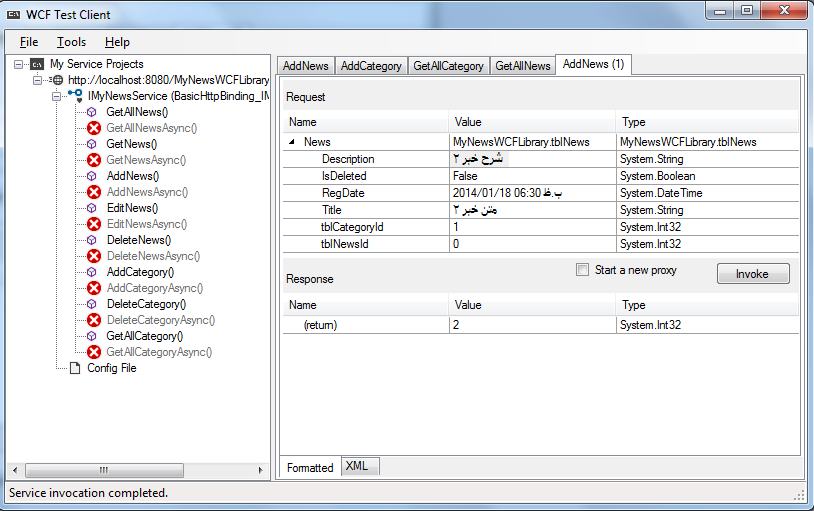 WCF Test Client
File Tools Help
My Service Projects
http://localhost:8080/MyNewsWCFLibrary
IMyNewsService (BasicHttpBinding_IM
GetAllNews()
GetAllNewsAsync()
GetNews()
GetNewsAsync()
AddNews()
AddNewsAsync()
EditNews()
EditNewsAsync()
DeleteNews()
DeleteNewsAsync()
AddCategory()
AddCategoryAsync()
DeleteCategory()
DeleteCategoryAsync()
GetAllCategory()
GetAllCategoryAsync()
Config File
AddNews AddCategory GetAllCategory GetAllNews AddNews (1)
Request
Name Value Type
News MyNewsWCFLibrary.tblNews MyNewsWCFLibrary.tblNews
Description شرح خبر ۲ System.String
IsDeleted False System.Boolean
RegDate 2014/01/18 06:30 ب.ظ System.DateTime
Title متن خبر ۲ System.String
tblCategoryId 1 System.Int32
tblNewsId 0 System.Int32
Response
Start a new proxy
Invoke
Name Value Type
(return) 2 System.Int32
Formatted XML
Service invocation completed.